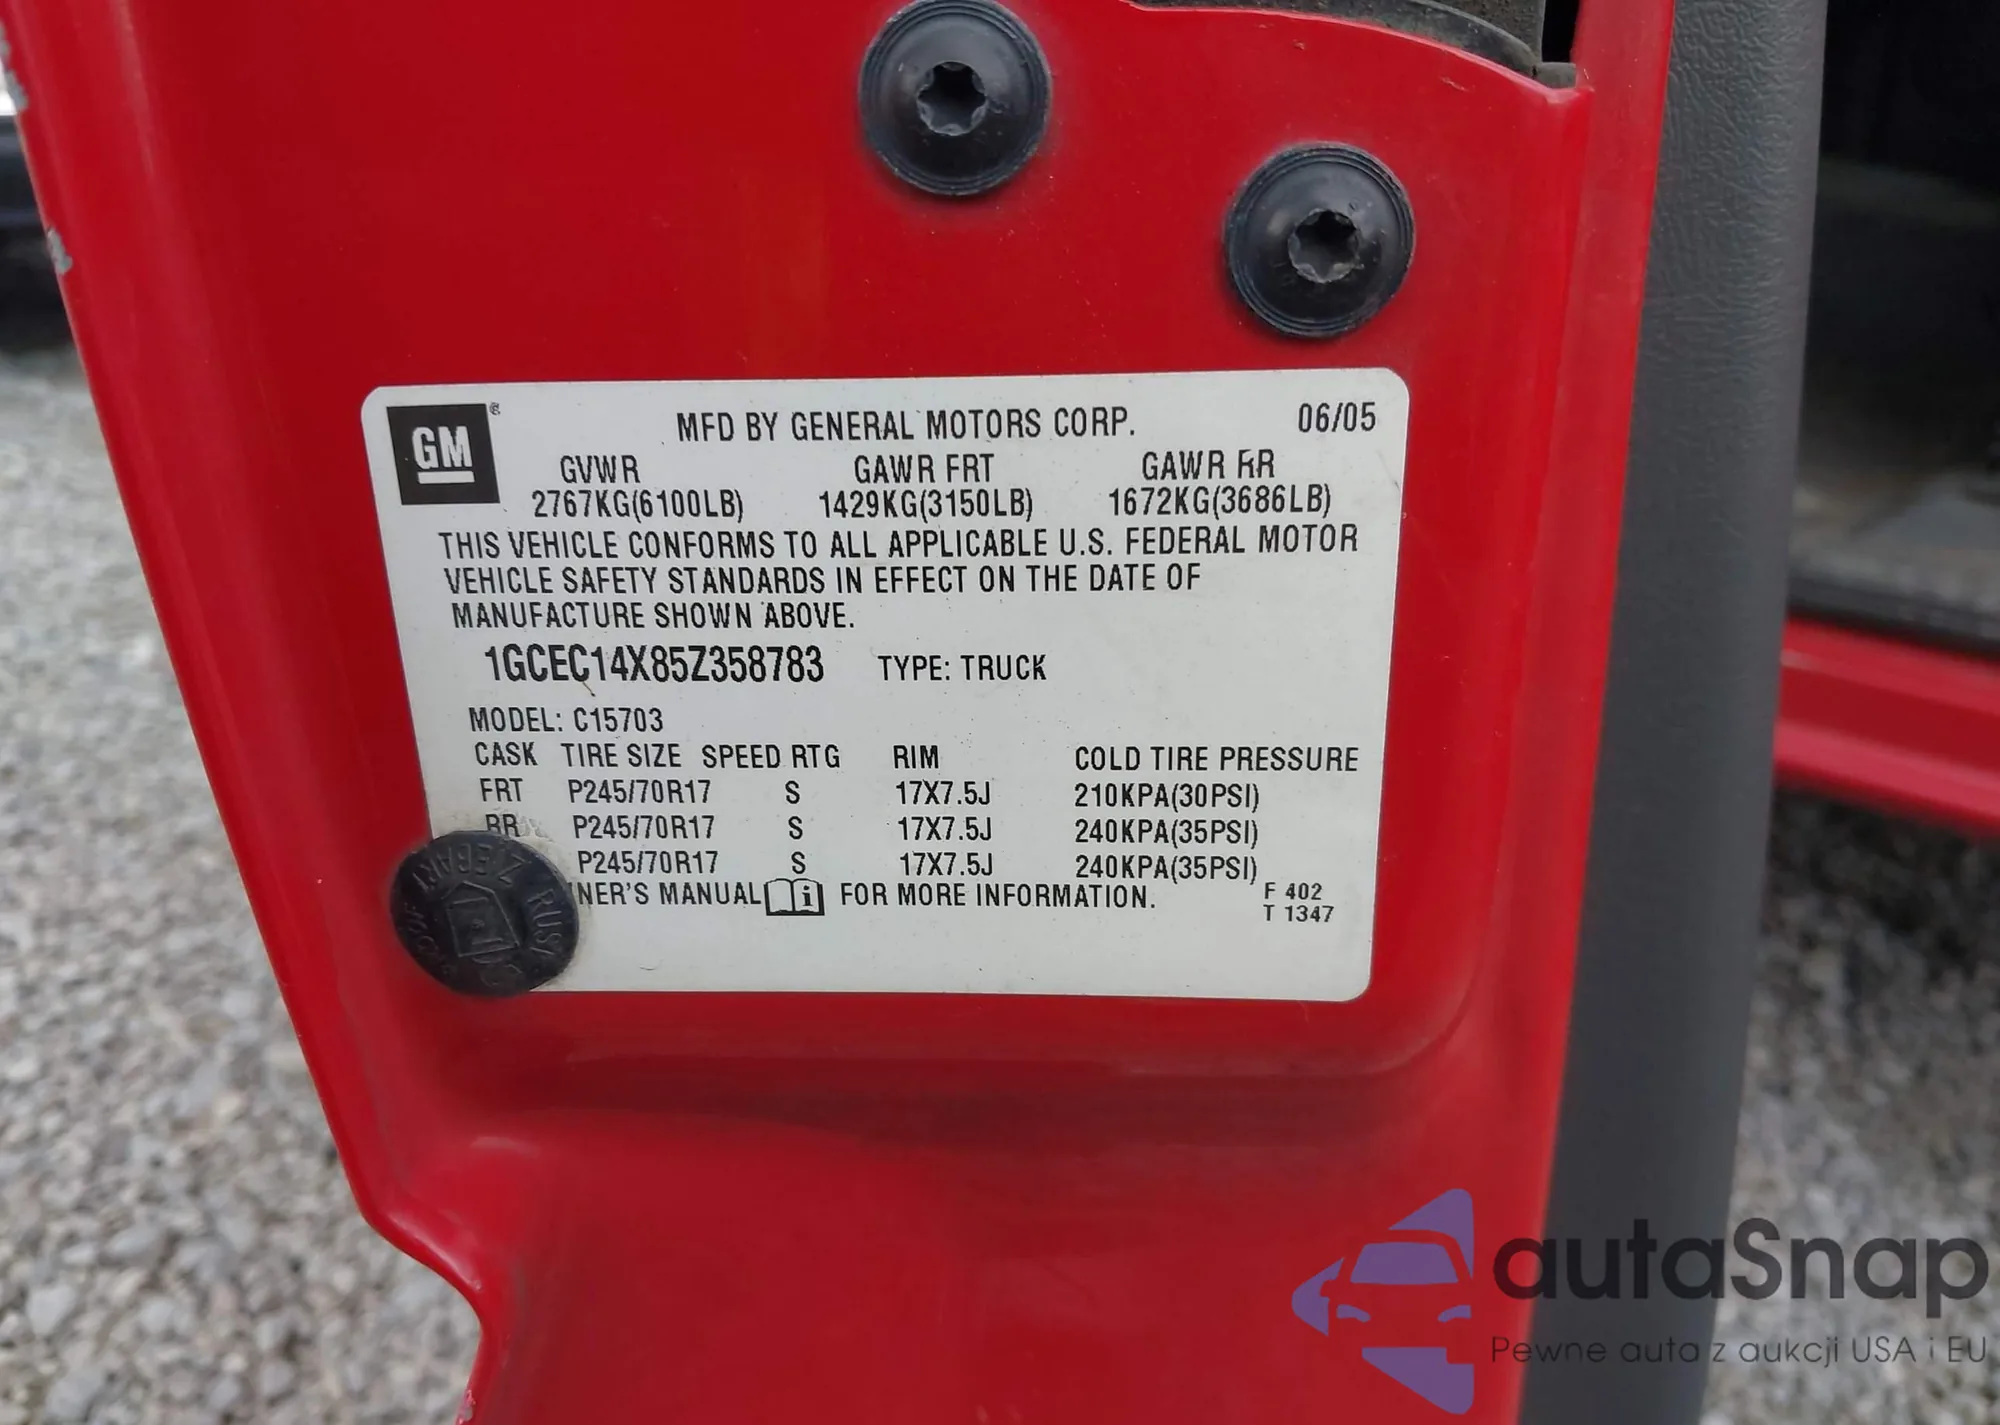 GM
MFD BY GENERAL MOTORS CORP. 06/05
GVWR GAWR FRT GAWR RR
2767KG(6100LB) 1429KG(3150LB) 1672KG(3686LB)
THIS VEHICLE CONFORMS TO ALL APPLICABLE U.S. FEDERAL MOTOR
VEHICLE SAFETY STANDARDS IN EFFECT ON THE DATE OF
MANUFACTURE SHOWN ABOVE.
1GCEC14X85Z358783 TYPE: TRUCK
MODEL: C15703
CASK TIRE SIZE SPEED RTG RIM COLD TIRE PRESSURE
FRT P245/70R17 S 17X7.5J 210KPA(30PSI)
RR P245/70R17 S 17X7.5J 240KPA(35PSI)
P245/70R17 S 17X7.5J 240KPA(35PSI)
NER'S MANUAL i FOR MORE INFORMATION. F 402
T 1347
ZIEBART RUST
PROOF
autaSnap
Pewne auta z aukcji USA i EU